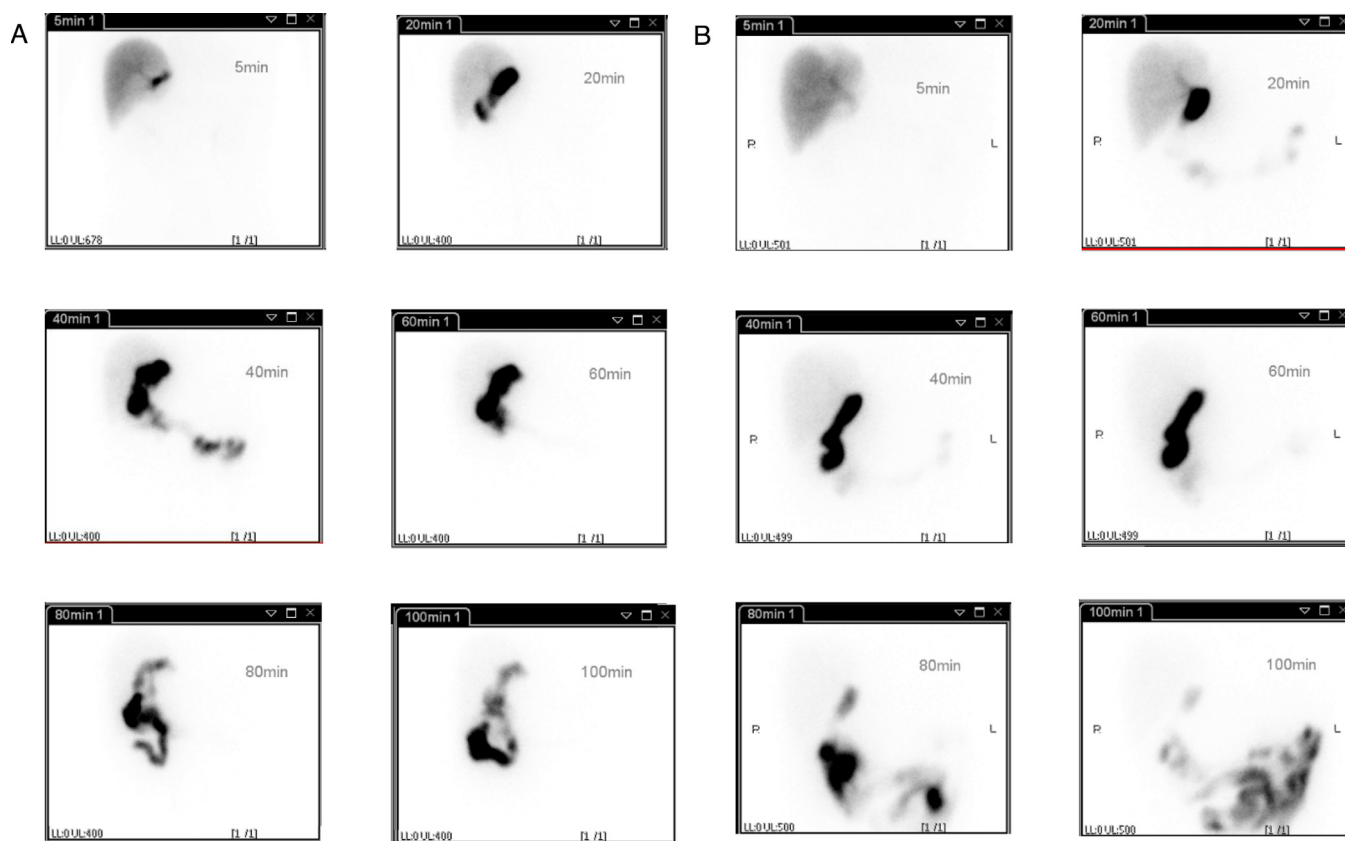 A
B
5min 1
5min
LL:0 UL:678
[1 /1]
20min 1
20min
LL:0 UL:400
[1 /1]
5min 1
5min
R
L
LL:0 UL:501
[1 /1]
20min 1
20min
R
L
LL:0 UL:501
[1 /1]
40min 1
40min
LL:0 UL:400
[1 /1]
60min 1
60min
LL:0 UL:400
[1 /1]
40min 1
40min
R
L
LL:0 UL:499
[1 /1]
60min 1
60min
R
L
LL:0 UL:499
[1 /1]
80min 1
80min
LL:0 UL:400
[1 /1]
100min 1
100min
LL:0 UL:400
[1 /1]
80min 1
80min
R
L
LL:0 UL:500
[1 /1]
100min 1
100min
R
L
LL:0 UL:500
[1 /1]